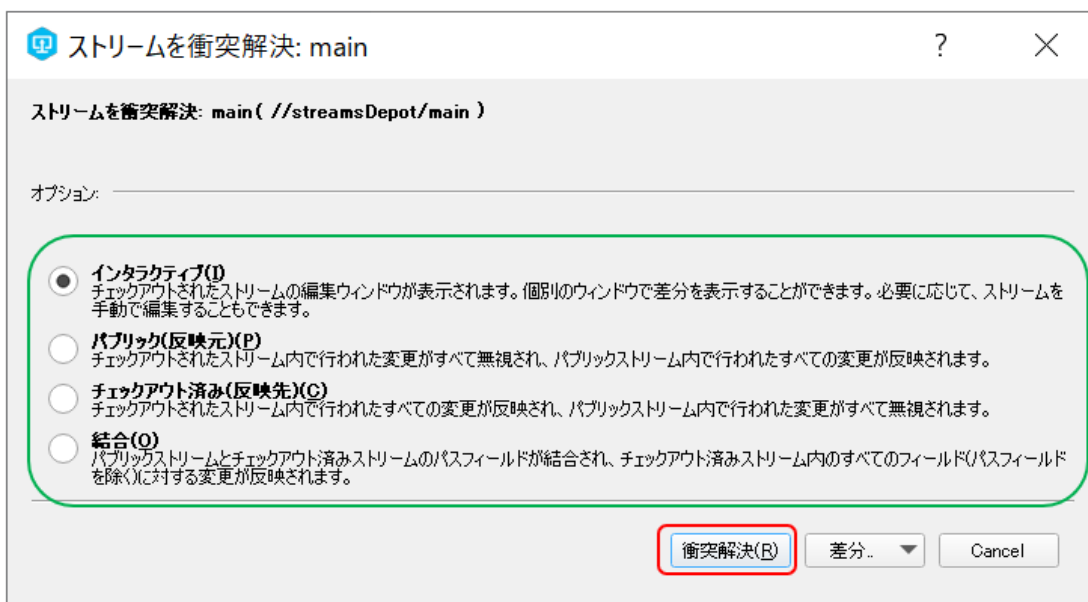 ストリームを衝突解決: main
?
ストリームを衝突解決: main( //streamsDepot/main )
オプション:
インタラクティブ(I)
チェックアウトされたストリームの編集ウィンドウが表示されます。個別のウィンドウで差分を表示することができます。必要に応じて、ストリームを
手動で編集することもできます。
パブリック(反映元)(P)
チェックアウトされたストリーム内で行われた変更がすべて無視され、パブリックストリーム内で行われたすべての変更が反映されます。
チェックアウト済み(反映先)(C)
チェックアウトされたストリーム内で行われたすべての変更が反映され、パブリックストリーム内で行われた変更がすべて無視されます。
結合(O)
パブリックストリームとチェックアウト済みストリームのパスフィールドが結合され、チェックアウト済みストリーム内のすべてのフィールド(パスフィールド
を除く)に対する変更が反映されます。
衝突解決(R)
差分..
Cancel